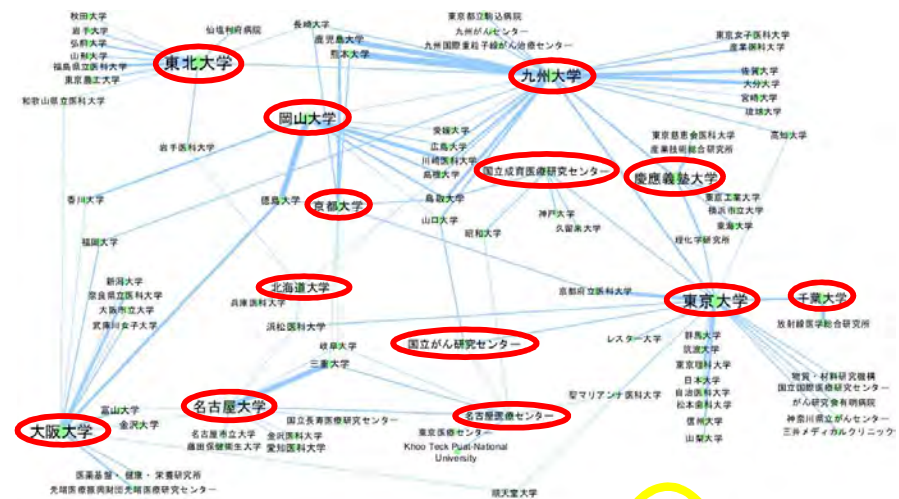 秋田大学
岩手大学
弘前大学
山形大学
福島県立医科大学
東京農工大学
和歌山県立医科大学
仙塩利府病院
東北大学
長崎大学
鹿児島大学
熊本大学
東京都立駒込病院
九州がんセンター
九州国際重粒子線がん治療センター
九州大学
東京女子医科大学
産業医科大学
佐賀大学
大分大学
宮崎大学
琉球大学
高知大学
岡山大学
岩手医科大学
愛媛大学
広島大学
川崎医科大学
島根大学
鳥取大学
山口大学
国立成育医療研究センター
東京慈恵会医科大学
産業技術総合研究所
慶應義塾大学
東京工業大学
横浜市立大学
東海大学
理化学研究所
香川大学
徳島大学
京都大学
神戸大学
久留米大学
昭和大学
福岡大学
新潟大学
奈良県立医科大学
大阪市立大学
武庫川女子大学
北海道大学
兵庫医科大学
浜松医科大学
京都府立医科大学
東京大学
千葉大学
放射線医学総合研究所
国立がん研究センター
レスター大学
群馬大学
筑波大学
東京理科大学
日本大学
自治医科大学
松本歯科大学
信州大学
山梨大学
物質・材料研究機構
国立国際医療研究センター
がん研究会有明病院
神奈川県立がんセンター
三井メディカルクリニック
岐阜大学
三重大学
聖マリアンナ医科大学
富山大学
金沢大学
大阪大学
名古屋大学
国立長寿医療研究センター
名古屋市立大学
藤田保健衛生大学
金沢医科大学
愛知医科大学
名古屋医療センター
東京医療センター
Khoo Teck Puat-National
University
医薬基盤・健康・栄養研究所
先端医療振興財団先端医療研究センター
順天堂大学